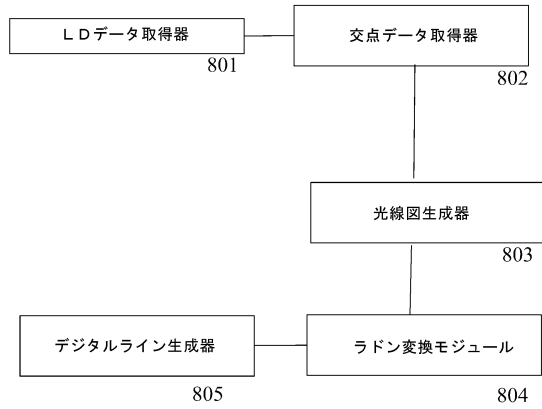 LDデータ取得器
801
交点データ取得器
802
光線図生成器
803
ラドン変換モジュール
804
デジタルライン生成器
805